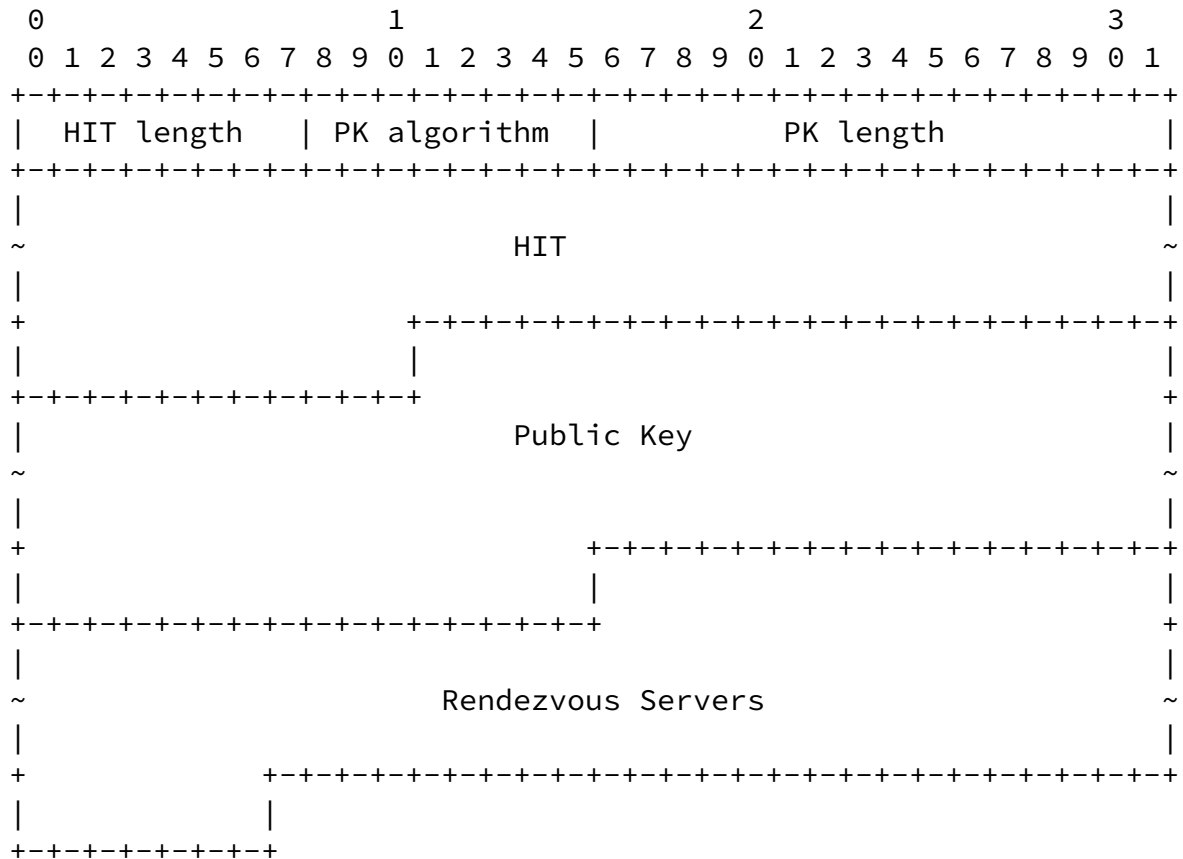 0                   1                   2                   3
0 1 2 3 4 5 6 7 8 9 0 1 2 3 4 5 6 7 8 9 0 1 2 3 4 5 6 7 8 9 0 1
+-+-+-+-+-+-+-+-+-+-+-+-+-+-+-+-+-+-+-+-+-+-+-+-+-+-+-+-+-+-+-+-+
|  HIT length   | PK algorithm  |          PK length            |
+-+-+-+-+-+-+-+-+-+-+-+-+-+-+-+-+-+-+-+-+-+-+-+-+-+-+-+-+-+-+-+-+
|                                                               |
~                           HIT                                 ~
|                                                               |
+                     +-+-+-+-+-+-+-+-+-+-+-+-+-+-+-+-+-+-+-+-+-+
|                     |                                         |
+-+-+-+-+-+-+-+-+-+-+-+                                         +
|                           Public Key                          |
~                                                               ~
|                                                               |
+                               +-+-+-+-+-+-+-+-+-+-+-+-+-+-+-+-+
|                               |                               |
+-+-+-+-+-+-+-+-+-+-+-+-+-+-+-+-+                               +
|                                                               |
~                       Rendezvous Servers                      ~
|                                                               |
+             +-+-+-+-+-+-+-+-+-+-+-+-+-+-+-+-+-+-+-+-+-+-+-+-+-+
|             |
+-+-+-+-+-+-+-+